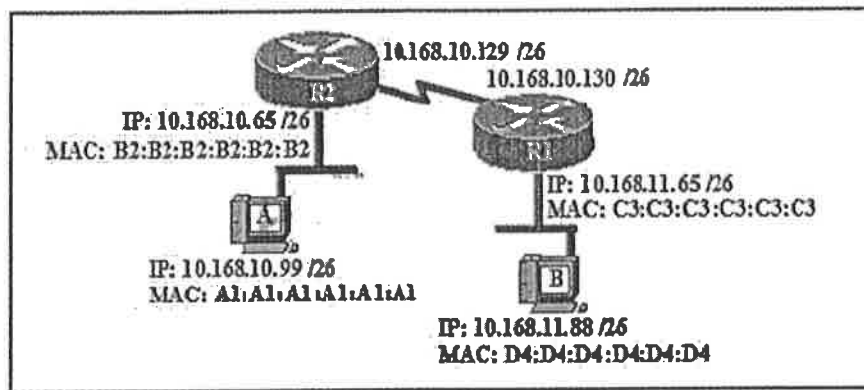 10.168.10.129 /26
10.168.10.130 /26
R2
R1
IP: 10.168.10.65 /26
MAC: B2:B2:B2:B2:B2:B2
IP: 10.168.11.65 /26
MAC: C3:C3:C3:C3:C3:C3
A
IP: 10.168.10.99 /26
MAC: A1:A1:A1:A1:A1:A1
B
IP: 10.168.11.88 /26
MAC: D4:D4:D4:D4:D4:D4